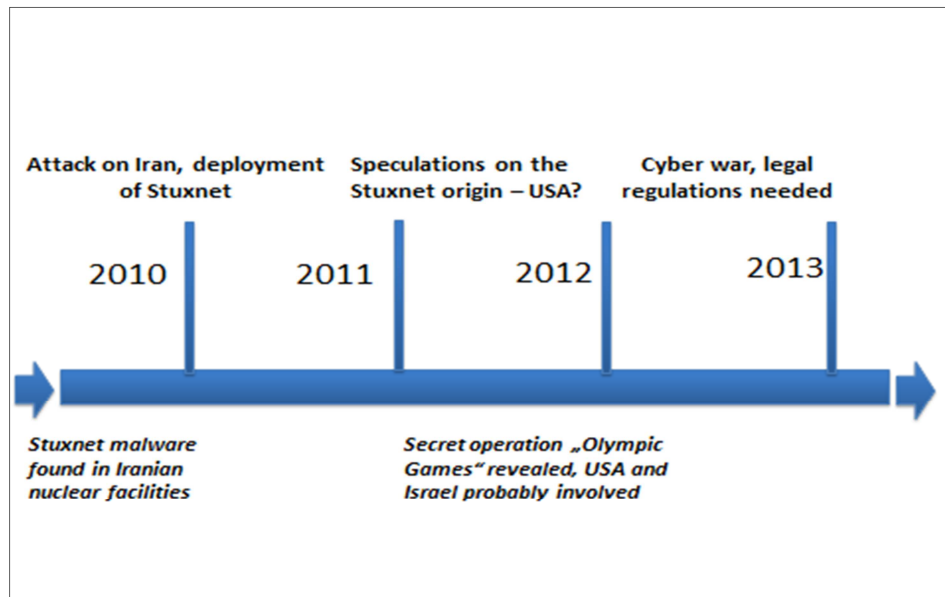 Attack on Iran, deployment
of Stuxnet
Speculations on the
Stuxnet origin – USA?
Cyber war, legal
regulations needed
2010
2011
2012
2013
Stuxnet malware
found in Iranian
nuclear facilities
Secret operation „Olympic
Games“ revealed, USA and
Israel probably involved